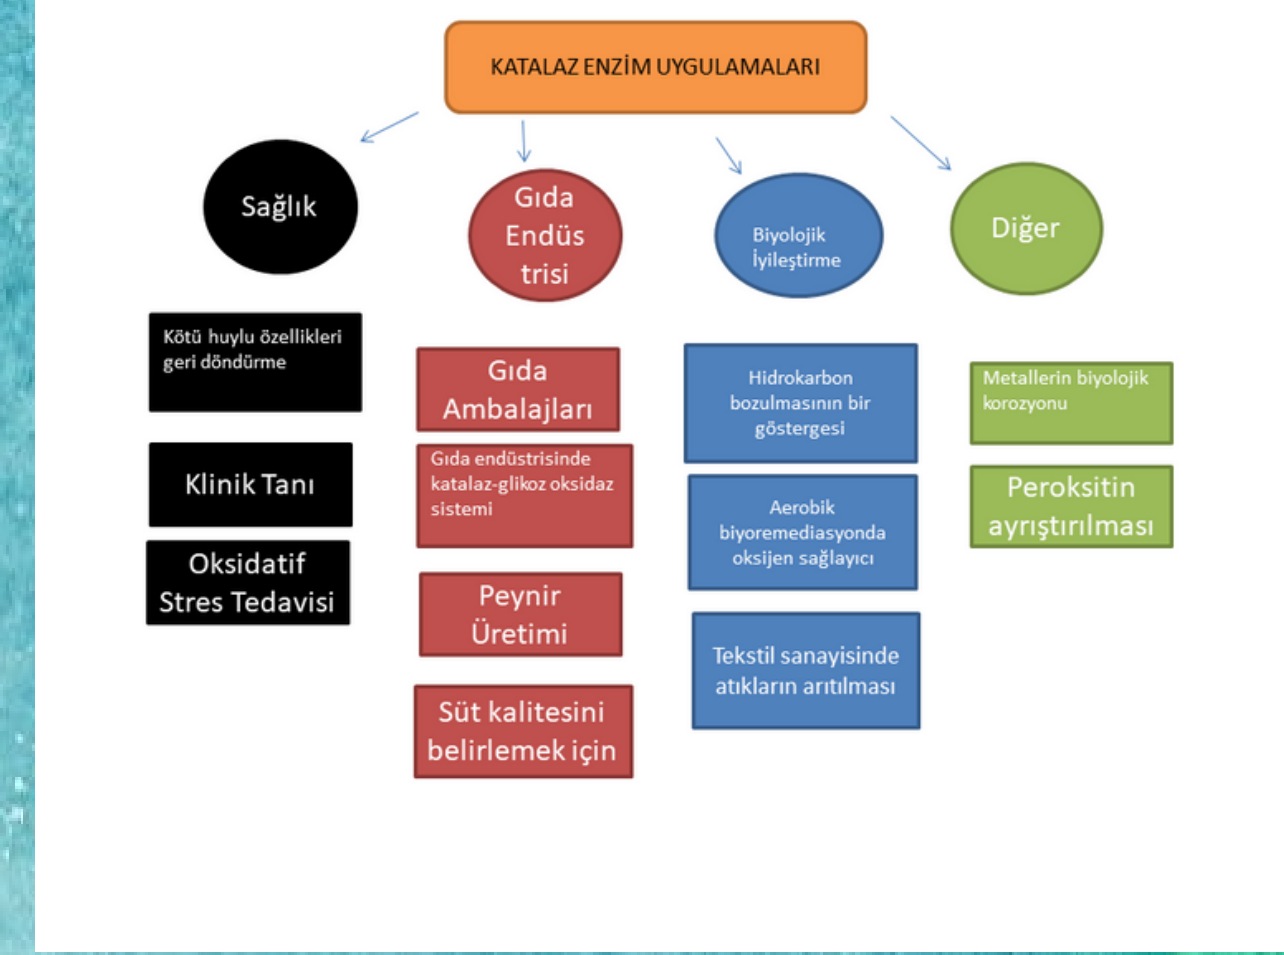 KATALAZ ENZİM UYGULAMALARI
Sağlık
Kötü huylu özellikleri
geri döndürme
Klinik Tanı
Oksidatif
Stres Tedavisi
Gıda
Endüs
trisi
Gıda
Ambalajları
Gıda endüstrisinde
katalaz-glikoz oksidaz
sistemi
Peynir
Üretimi
Süt kalitesini
belirlemek için
Biyolojik
İyileştirme
Hidrokarbon
bozulmasının bir
göstergesi
Aerobik
biyoremediasyonda
oksijen sağlayıcı
Tekstil sanayisinde
atıkların arıtılması
Diğer
Metallerin biyolojik
korozyonu
Peroksitin
ayrıştırılması